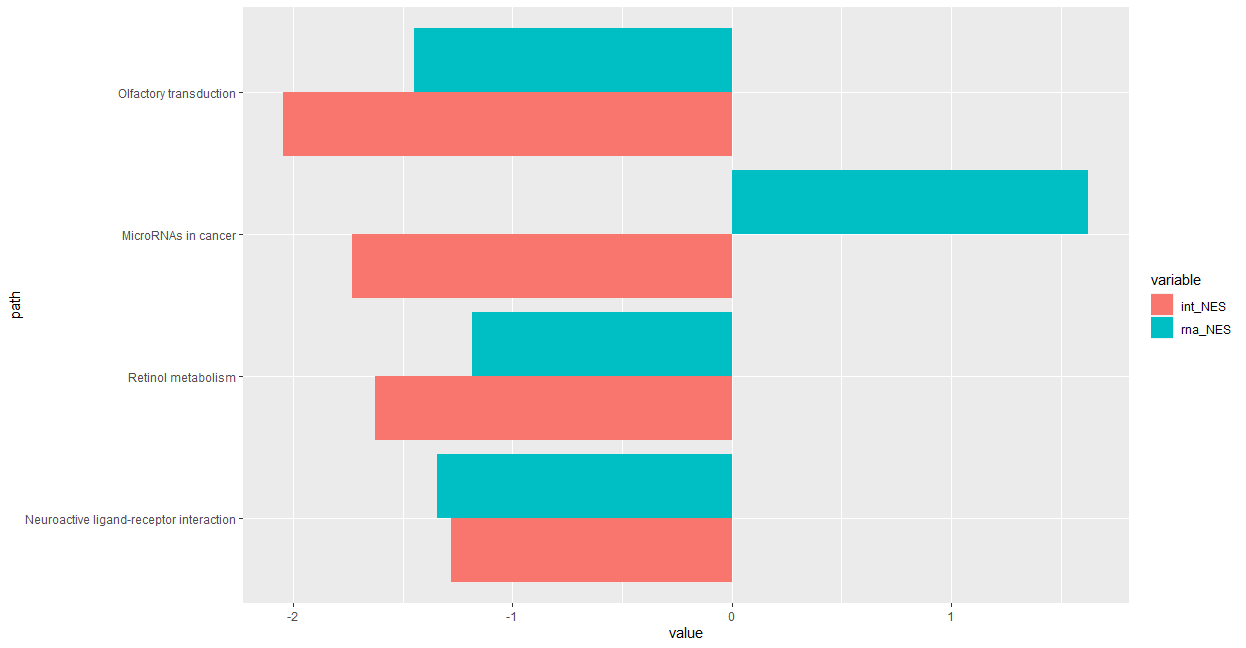 Olfactory transduction
MicroRNAs in cancer
Retinol metabolism
Neuroactive ligand-receptor interaction
path
-2
-1
0
1
value
variable
int_NES
rna_NES